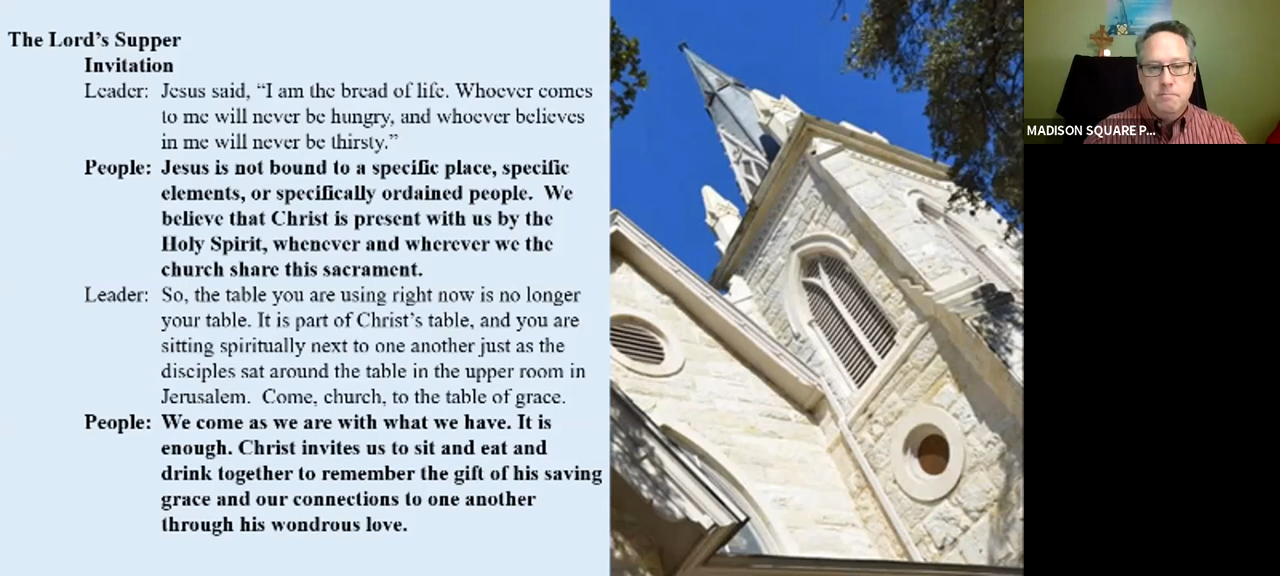 The Lord's Supper
Invitation
Leader: Jesus said, "I am the bread of life. Whoever comes
to me will never be hungry, and whoever believes
in me will never be thirsty."
People: Jesus is not bound to a specific place, specific
elements, or specifically ordained people.  We
believe that Christ is present with us by the
Holy Spirit, whenever and wherever we the
church share this sacrament.
Leader: So, the table you are using right now is no longer
your table. It is part of Christ's table, and you are
sitting spiritually next to one another just as the
disciples sat around the table in the upper room in
Jerusalem.  Come, church, to the table of grace.
People: We come as we are with what we have. It is
enough. Christ invites us to sit and eat and
drink together to remember the gift of his saving
grace and our connections to one another
through his wondrous love.
MADISON SQUARE P...